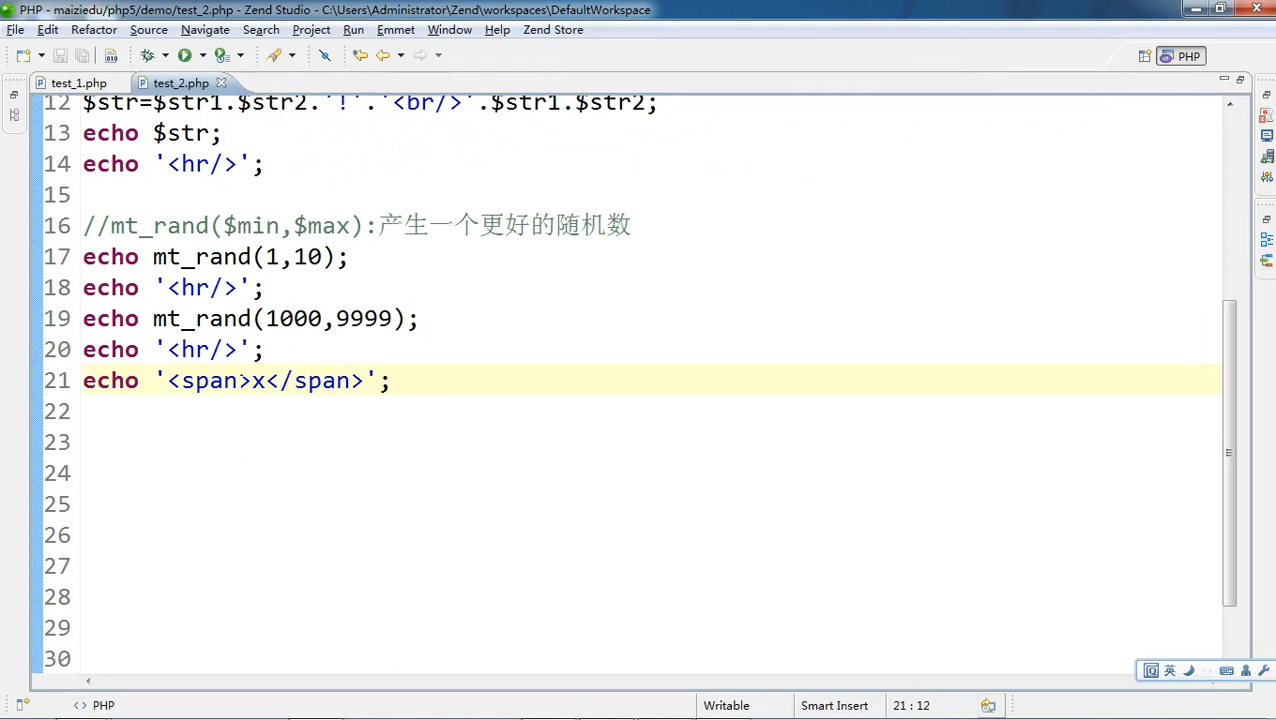 PHP - maiziedu/php5/demo/test_2.php - Zend Studio - C:\Users\Administrator\Zend\workspaces\DefaultWorkspace
File Edit Refactor Source Navigate Search Project Run Emmet Window Help Zend Store
PHP
test_1.php test_2.php
12 $str=$str1.$str2.'!'.'<br/>'.$str1.$str2;
13 echo $str;
14 echo '<hr/>';
15
16 //mt_rand($min,$max):产生一个更好的随机数
17 echo mt_rand(1,10);
18 echo '<hr/>';
19 echo mt_rand(1000,9999);
20 echo '<hr/>';
21 echo '<span>x</span>';
22
23
24
25
26
27
28
29
30
英
<> PHP Writable Smart Insert 21 : 12